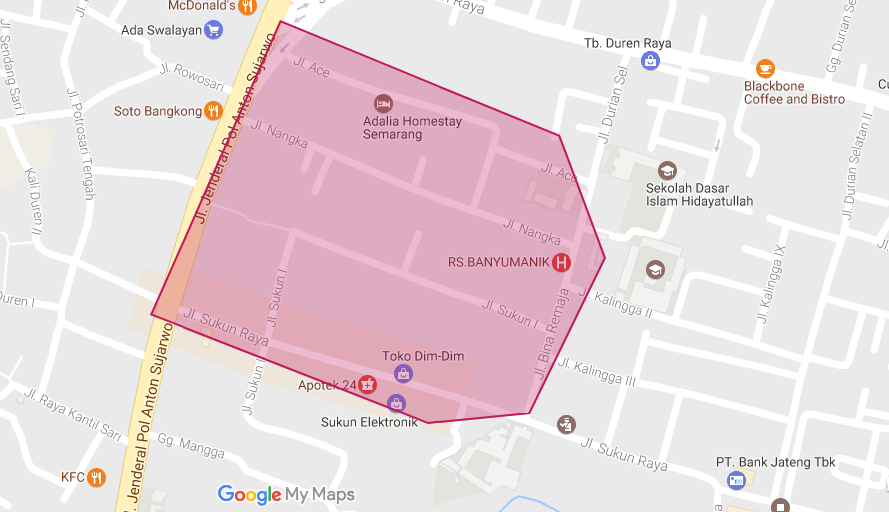 McDonald's
Ada Swalayan
Jl. Sendang Sari I
Jl. Rowosari
Jl. Potrosari Tengah
Soto Bangkong
Jl. Jenderal Pol Anton Sujarwo
Jl. Ace
Adalia Homestay
Semarang
Jl. Nangka
Tb. Duren Raya
Jl. Durian Sel.
Gg. Durian
Blackbone
Coffee and Bistro
Jl. Durian Selatan II
Sekolah Dasar
Islam Hidayatullah
Jl. Ace
Jl. Nangka
RS.BANYUMANIK
Kali Duren II
Duren I
Jl. Sukun I
Jl. Sukun I
Jl. Kalingga II
Jl. Kalingga IX
Jl. Bina Remaja
Jl. Sukun Raya
Toko Dim-Dim
Apotek 24
Sukun Elektronik
Jl. Kalingga III
Jl. Sukun II
Jl. Raya Kantil Sari
Gg. Mangga
Jl. Jenderal Pol Anton Sujarwo
KFC
Jl. Sukun Raya
PT. Bank Jateng Tbk
Google My Maps